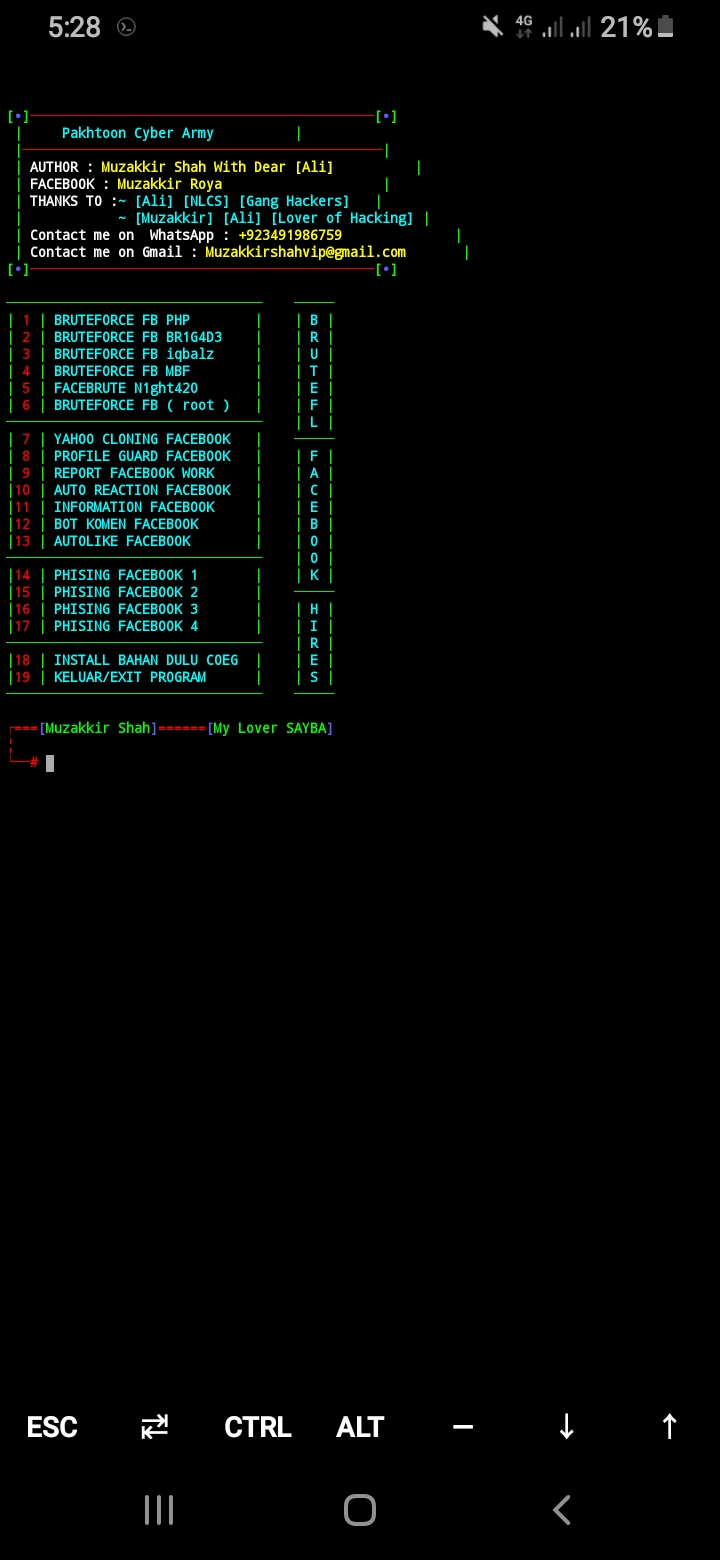 5:28 4G 21%
[•] [•]
Pakhtoon Cyber Army |
| AUTHOR : Muzakkir Shah With Dear [Ali] |
| FACEBOOK : Muzakkir Roya |
| THANKS TO :~ [Ali] [NLCS] [Gang Hackers] |
| ~ [Muzakkir] [Ali] [Lover of Hacking] |
| Contact me on WhatsApp : +923491986759 |
| Contact me on Gmail : Muzakkirshahvip@gmail.com |
[•] [•]
| 1 | BRUTEFORCE FB PHP | | B |
| 2 | BRUTEFORCE FB BR1G4D3 | | R |
| 3 | BRUTEFORCE FB iqbalz | | U |
| 4 | BRUTEFORCE FB MBF | | T |
| 5 | FACEBRUTE N1ght420 | | E |
| 6 | BRUTEFORCE FB ( root ) | | F |
| L |
| 7 | YAHOO CLONING FACEBOOK |
| 8 | PROFILE GUARD FACEBOOK | | F |
| 9 | REPORT FACEBOOK WORK | | A |
|10 | AUTO REACTION FACEBOOK | | C |
|11 | INFORMATION FACEBOOK | | E |
|12 | BOT KOMEN FACEBOOK | | B |
|13 | AUTOLIKE FACEBOOK | | O |
| O |
|14 | PHISING FACEBOOK 1 | | K |
|15 | PHISING FACEBOOK 2 |
|16 | PHISING FACEBOOK 3 | | H |
|17 | PHISING FACEBOOK 4 | | I |
| R |
|18 | INSTALL BAHAN DULU COEG | | E |
|19 | KELUAR/EXIT PROGRAM | | S |
===[Muzakkir Shah]======[My Lover SAYBA]
#
ESC CTRL ALT – ↓ ↑